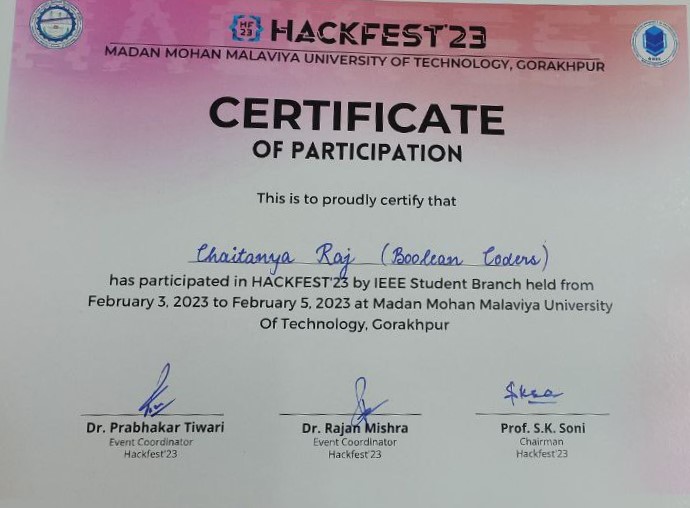 HF
23
HACKFEST'23
MADAN MOHAN MALAVIYA UNIVERSITY OF TECHNOLOGY, GORAKHPUR
CERTIFICATE
OF PARTICIPATION
This is to proudly certify that
Chaitanya Raj (Boolean Coders)
has participated in HACKFEST'23 by IEEE Student Branch held from
February 3, 2023 to February 5, 2023 at Madan Mohan Malaviya University
Of Technology, Gorakhpur
Dr. Prabhakar Tiwari
Event Coordinator
Hackfest'23
Dr. Rajan Mishra
Event Coordinator
Hackfest'23
Prof. S.K. Soni
Chairman
Hackfest'23